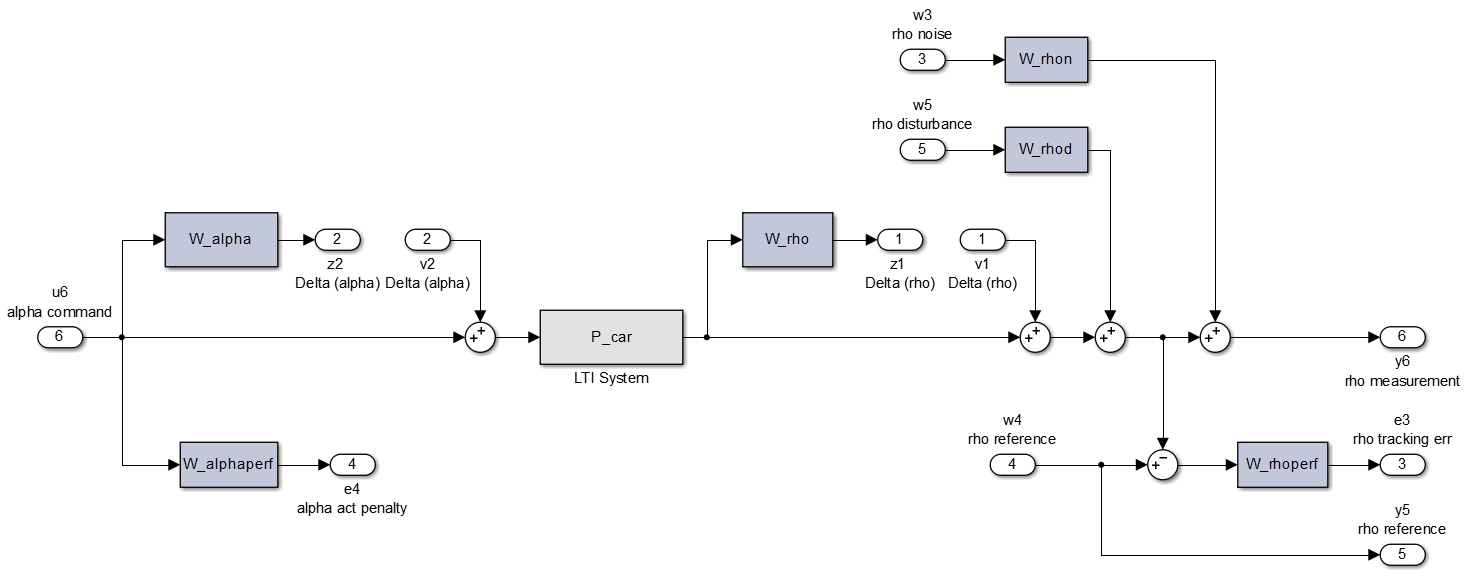 w3
rho noise
3
W_rhon
w5
rho disturbance
5
W_rhod
W_alpha
2
z2
Delta (alpha)
2
v2
Delta (alpha)
W_rho
1
z1
Delta (rho)
1
v1
Delta (rho)
u6
alpha command
6
+
+
P_car
LTI System
+
+
+
+
+
+
6
y6
rho measurement
W_alphaperf
4
e4
alpha act penalty
w4
rho reference
4
+
−
W_rhoperf
e3
rho tracking err
3
y5
rho reference
5